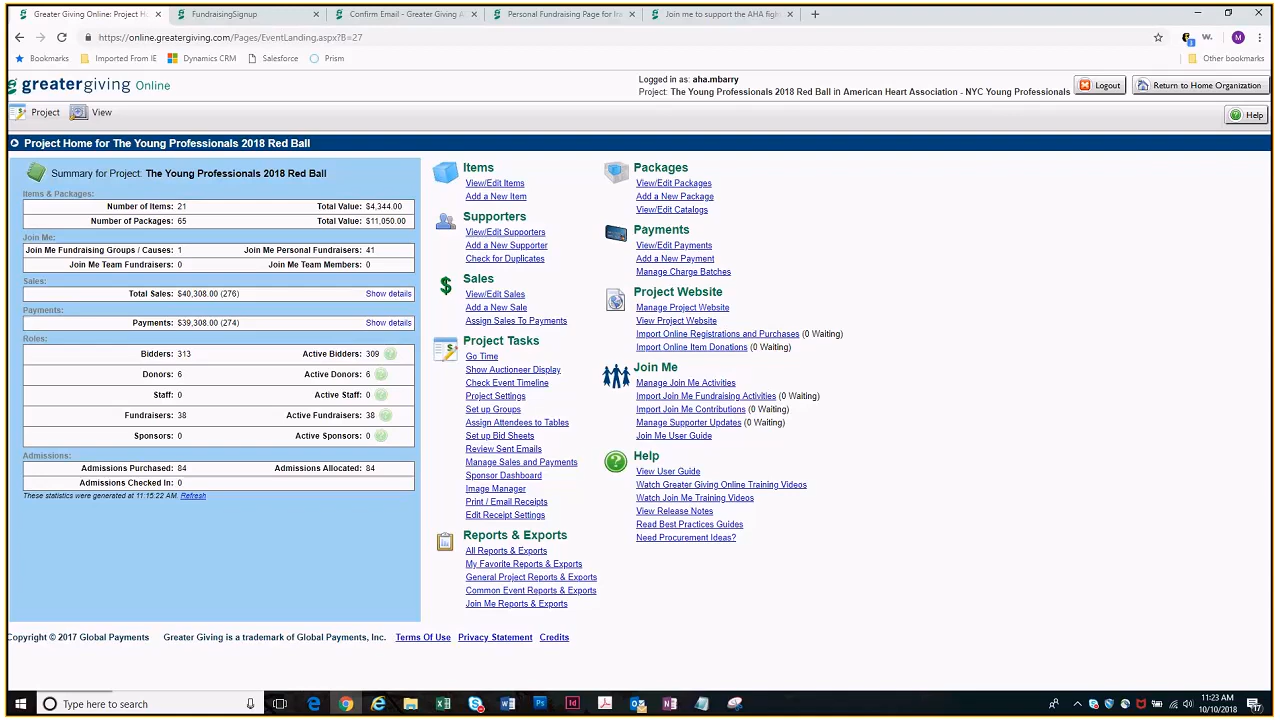 Greater Giving Online: Project H
FundraisingSignup
Confirm Email - Greater Giving A
Personal Fundraising Page for In
Join me to support the AHA figh
https://online.greatergiving.com/Pages/EventLanding.aspx?B=27
Bookmarks
Imported From IE
Dynamics CRM
Salesforce
Prism
Other bookmarks
greatergiving Online
Logged in as: aha.mbarry
Project: The Young Professionals 2018 Red Ball in American Heart Association - NYC Young Professionals
Logout
Return to Home Organization
Project
View
Help
Project Home for The Young Professionals 2018 Red Ball
Summary for Project: The Young Professionals 2018 Red Ball
Items & Packages:
Number of Items: 21 Total Value: $4,344.00
Number of Packages: 65 Total Value: $11,050.00
Join Me:
Join Me Fundraising Groups / Causes: 1 Join Me Personal Fundraisers: 41
Join Me Team Fundraisers: 0 Join Me Team Members: 0
Sales:
Total Sales: $40,308.00 (276) Show details
Payments:
Payments: $39,308.00 (274) Show details
Roles:
Bidders: 313 Active Bidders: 309
Donors: 6 Active Donors: 6
Staff: 0 Active Staff: 0
Fundraisers: 38 Active Fundraisers: 38
Sponsors: 0 Active Sponsors: 0
Admissions:
Admissions Purchased: 84 Admissions Allocated: 84
Admissions Checked In: 0
These statistics were generated at 11:15:22 AM. Refresh
Items
View/Edit Items
Add a New Item
Supporters
View/Edit Supporters
Add a New Supporter
Check for Duplicates
Sales
View/Edit Sales
Add a New Sale
Assign Sales To Payments
Project Tasks
Go Time
Show Auctioneer Display
Check Event Timeline
Project Settings
Set up Groups
Assign Attendees to Tables
Set up Bid Sheets
Review Sent Emails
Manage Sales and Payments
Sponsor Dashboard
Image Manager
Print / Email Receipts
Edit Receipt Settings
Reports & Exports
All Reports & Exports
My Favorite Reports & Exports
General Project Reports & Exports
Common Event Reports & Exports
Join Me Reports & Exports
Packages
View/Edit Packages
Add a New Package
View/Edit Catalogs
Payments
View/Edit Payments
Add a New Payment
Manage Charge Batches
Project Website
Manage Project Website
View Project Website
Import Online Registrations and Purchases (0 Waiting)
Import Online Item Donations (0 Waiting)
Join Me
Manage Join Me Activities
Import Join Me Fundraising Activities (0 Waiting)
Import Join Me Contributions (0 Waiting)
Manage Supporter Updates (0 Waiting)
Join Me User Guide
Help
View User Guide
Watch Greater Giving Online Training Videos
Watch Join Me Training Videos
View Release Notes
Read Best Practices Guides
Need Procurement Ideas?
Copyright © 2017 Global Payments Greater Giving is a trademark of Global Payments, Inc. Terms Of Use Privacy Statement Credits
Type here to search
11:23 AM
10/10/2018